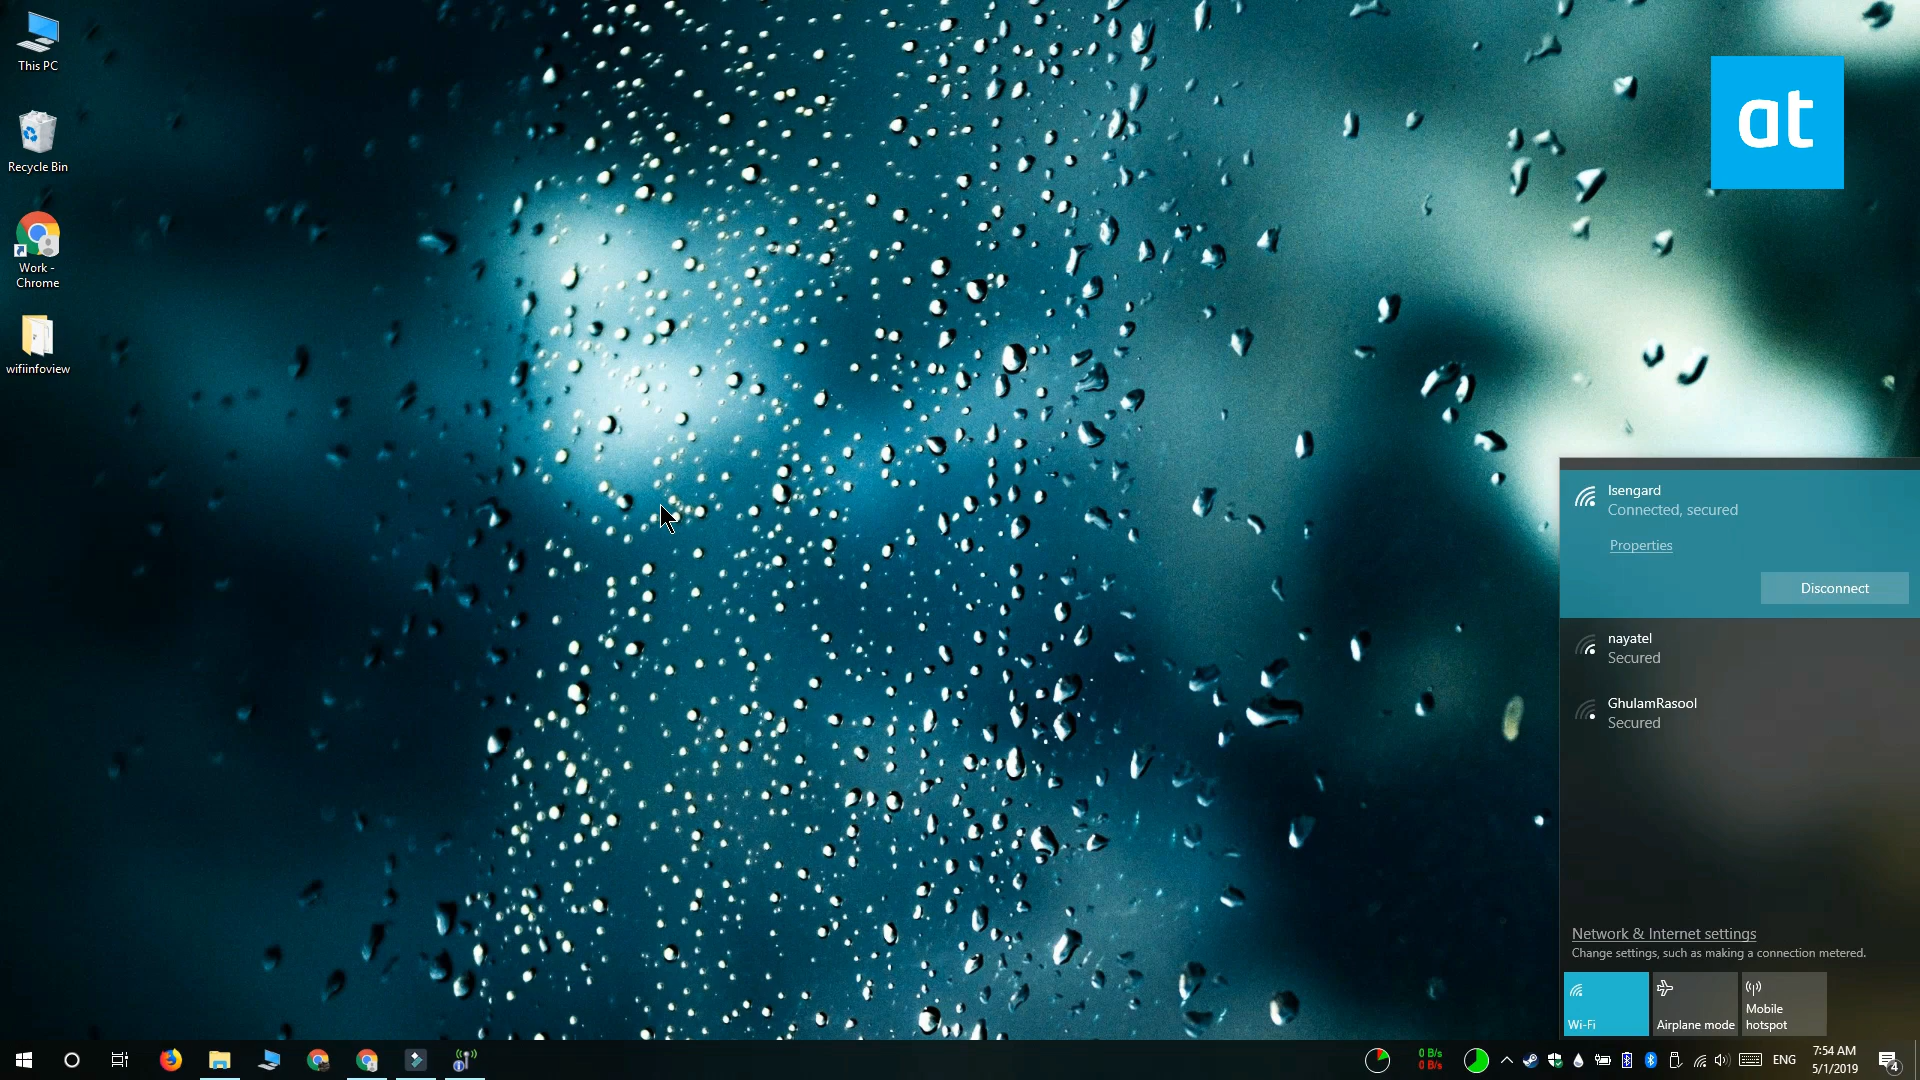 This PC
Recycle Bin
Work -
Chrome
wifiinfoview
at
Isengard
Connected, secured
Properties
Disconnect
nayatel
Secured
GhulamRasool
Secured
Network & Internet settings
Change settings, such as making a connection metered.
Wi-Fi
Airplane mode
Mobile
hotspot
0 B/s
0 B/s
ENG
7:54 AM
5/1/2019
4